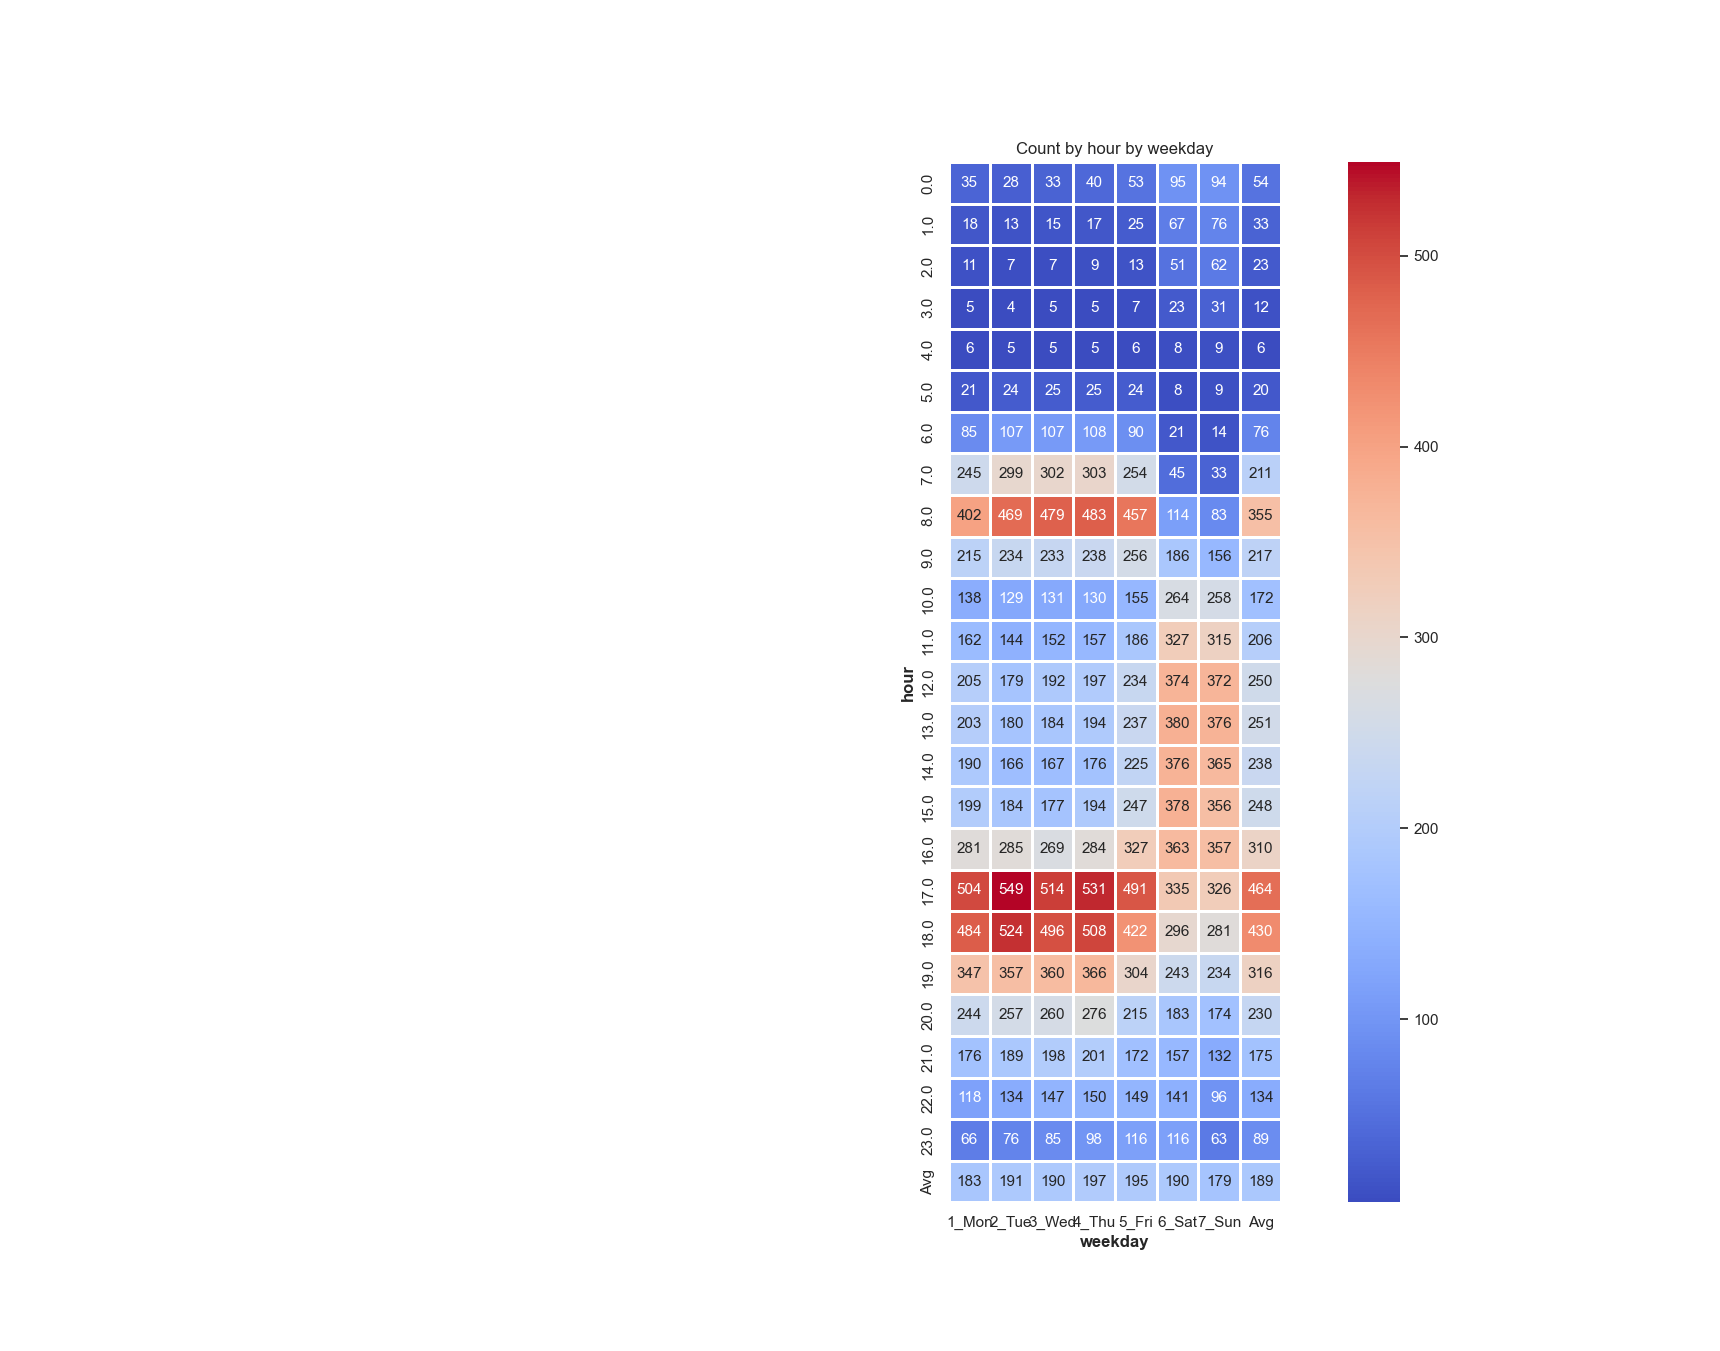 Count by hour by weekday
0.0 35 28 33 40 53 95 94 54
1.0 18 13 15 17 25 67 76 33
2.0 11 7 7 9 13 51 62 23
3.0 5 4 5 5 7 23 31 12
4.0 6 5 5 5 6 8 9 6
5.0 21 24 25 25 24 8 9 20
6.0 85 107 107 108 90 21 14 76
7.0 245 299 302 303 254 45 33 211
8.0 402 469 479 483 457 114 83 355
9.0 215 234 233 238 256 186 156 217
10.0 138 129 131 130 155 264 258 172
11.0 162 144 152 157 186 327 315 206
12.0 205 179 192 197 234 374 372 250
13.0 203 180 184 194 237 380 376 251
14.0 190 166 167 176 225 376 365 238
15.0 199 184 177 194 247 378 356 248
16.0 281 285 269 284 327 363 357 310
17.0 504 549 514 531 491 335 326 464
18.0 484 524 496 508 422 296 281 430
19.0 347 357 360 366 304 243 234 316
20.0 244 257 260 276 215 183 174 230
21.0 176 189 198 201 172 157 132 175
22.0 118 134 147 150 149 141 96 134
23.0 66 76 85 98 116 116 63 89
Avg 183 191 190 197 195 190 179 189
1_Mon 2_Tue 3_Wed 4_Thu 5_Fri 6_Sat 7_Sun Avg
weekday
hour
500
400
300
200
100